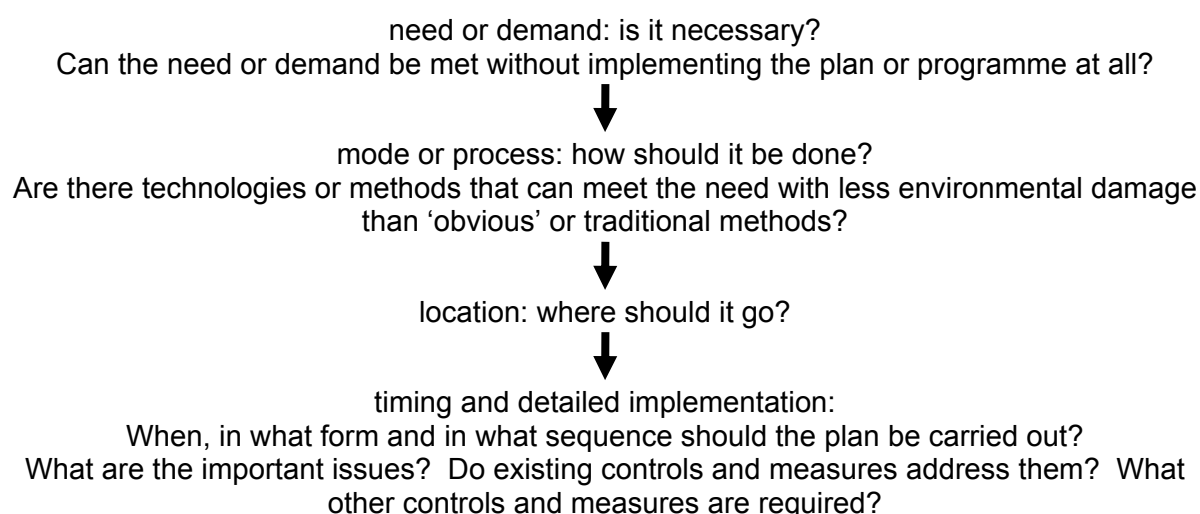 need or demand: is it necessary?
Can the need or demand be met without implementing the plan or programme at all?
mode or process: how should it be done?
Are there technologies or methods that can meet the need with less environmental damage
than ‘obvious’ or traditional methods?
location: where should it go?
timing and detailed implementation:
When, in what form and in what sequence should the plan be carried out?
What are the important issues?  Do existing controls and measures address them?  What
other controls and measures are required?